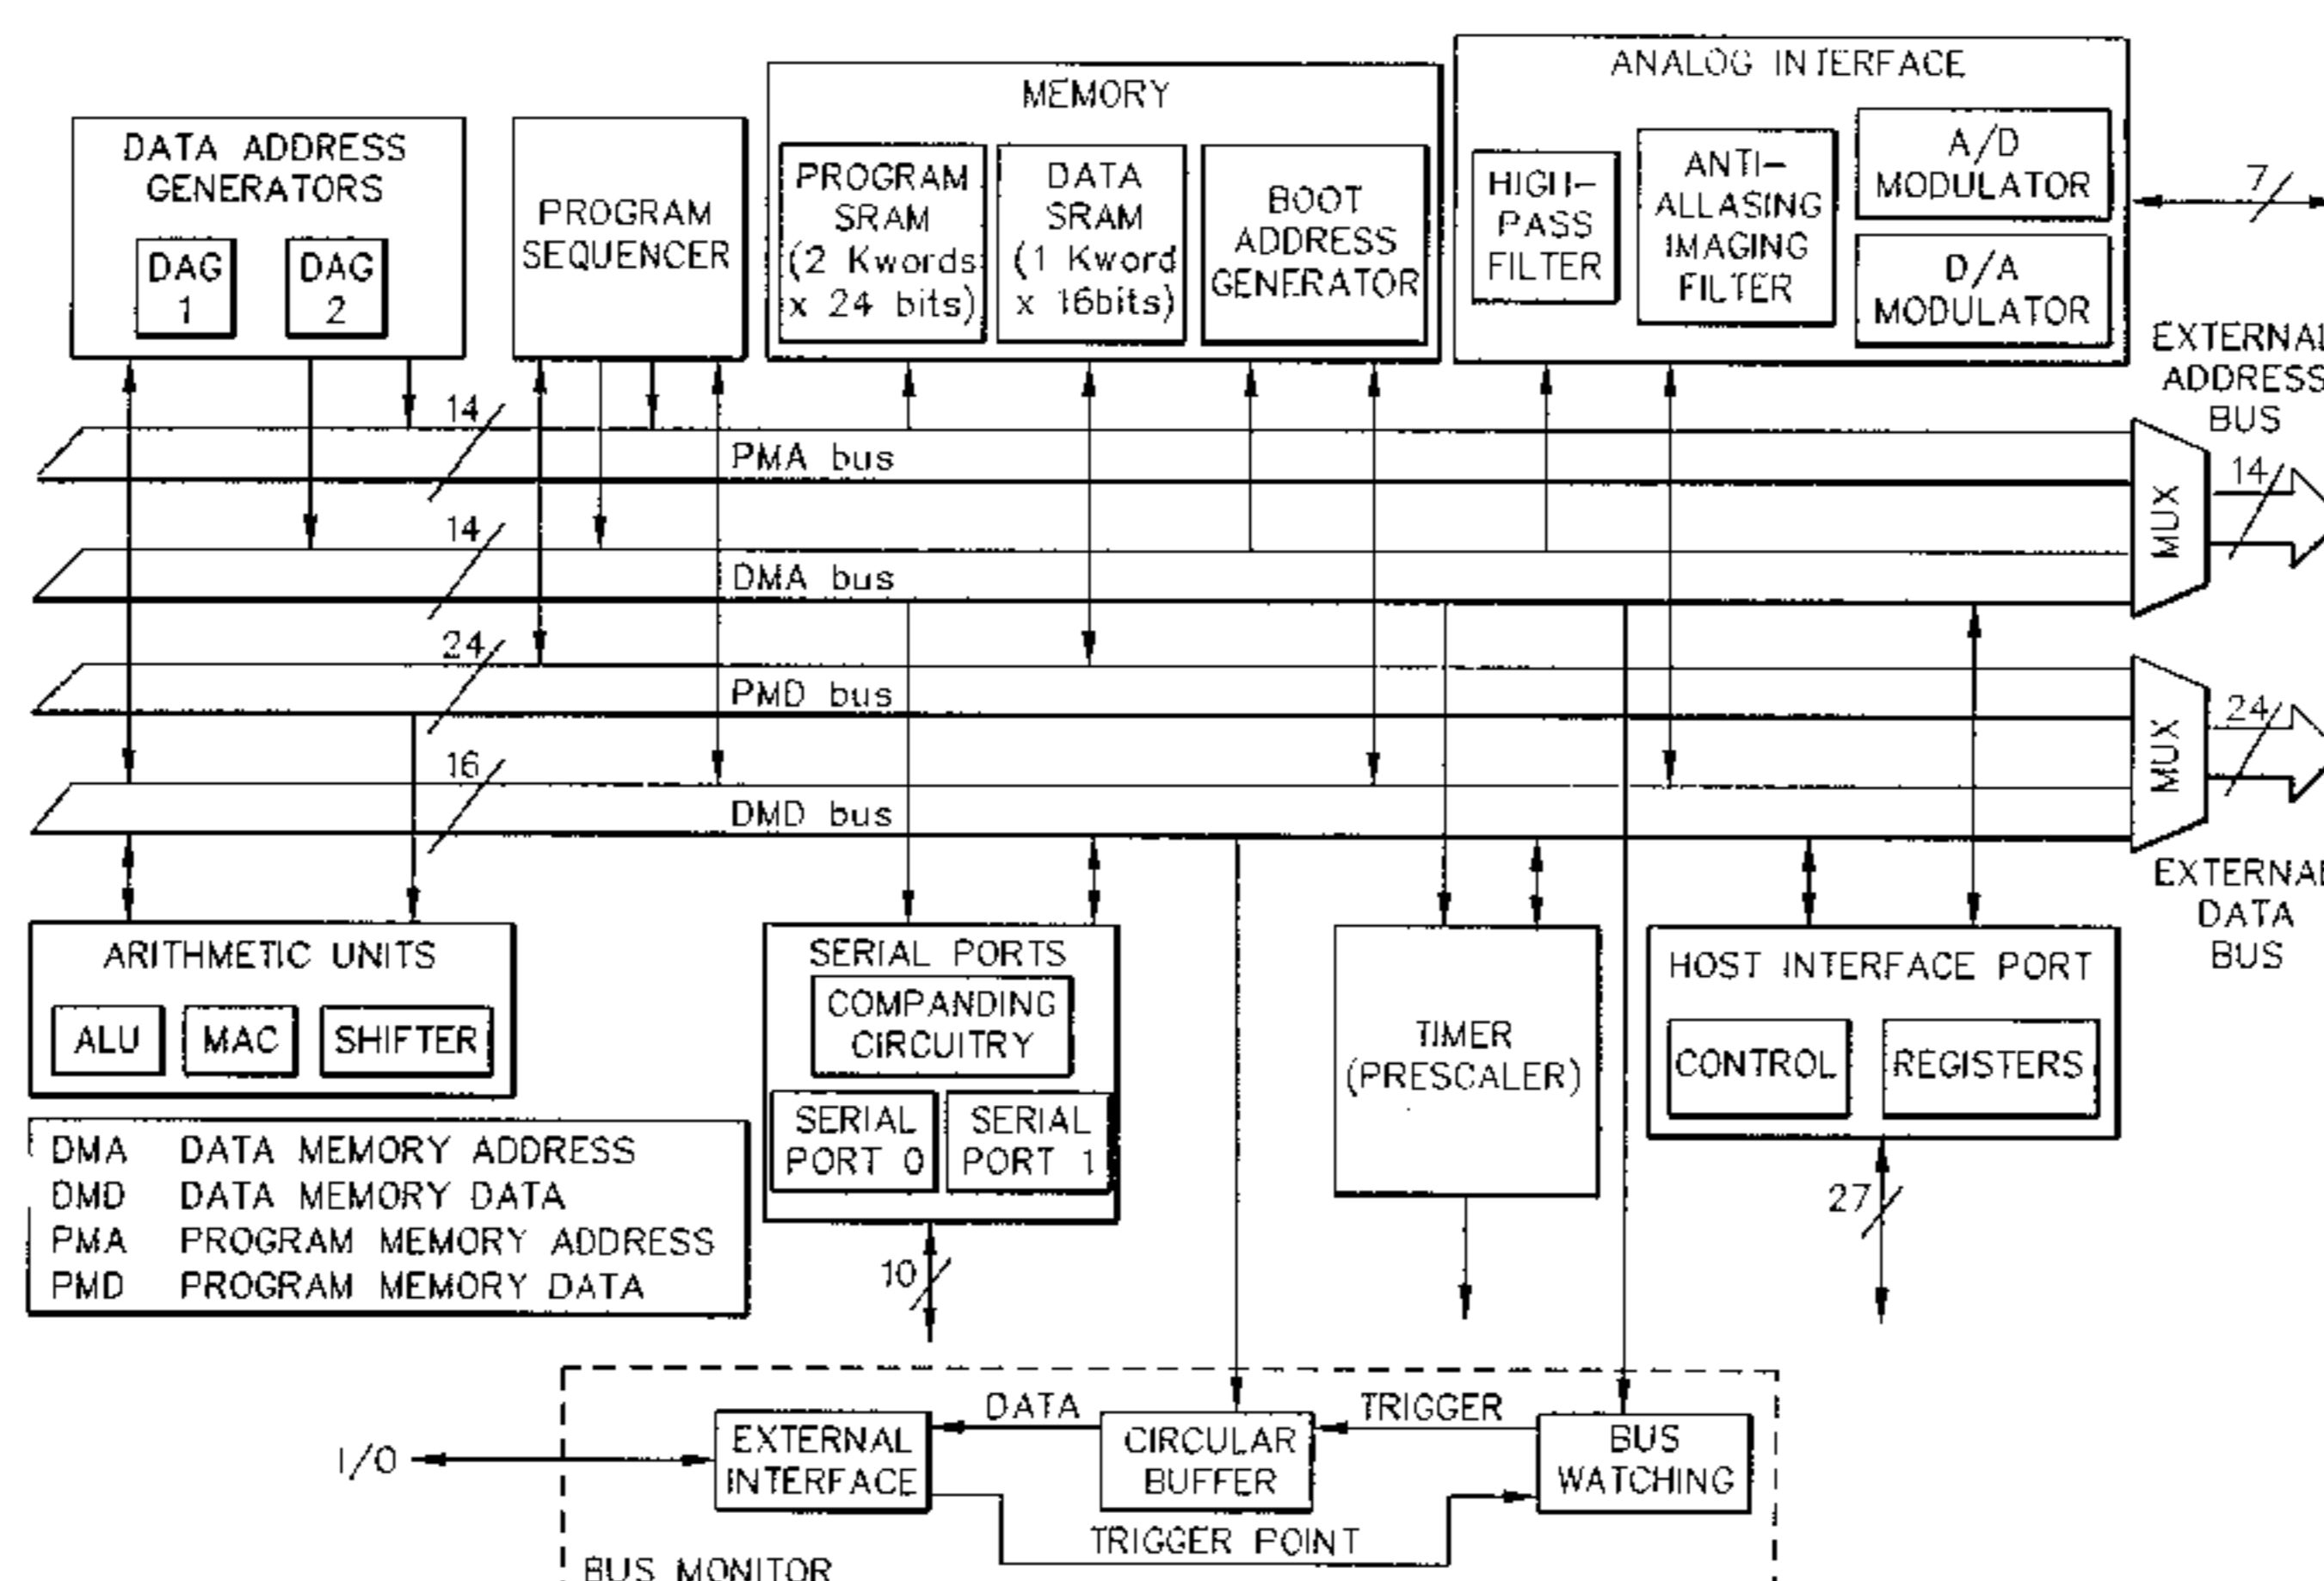 DATA ADDRESS
GENERATORS
DAG
1
DAG
2
PROGRAM
SEQUENCER
MEMORY
PROGRAM
SRAM
(2 Kwords
x 24 bits)
DATA
SRAM
(1 Kword
x 16bits)
BOOT
ADDRESS
GENERATOR
ANALOG INTERFACE
HIGH-
PASS
FILTER
ANTI-
ALLASING
IMAGING
FILTER
A/D
MODULATOR
D/A
MODULATOR
7
EXTERNAL
ADDRESS
BUS
14
PMA bus
14
DMA bus
MUX
14
24
PMD bus
16
DMD bus
MUX
24
EXTERNAL
DATA
BUS
ARITHMETIC UNITS
ALU
MAC
SHIFTER
SERIAL PORTS
COMPANDING
CIRCUITRY
SERIAL
PORT 0
SERIAL
PORT 1
10
TIMER
(PRESCALER)
HOST INTERFACE PORT
CONTROL
REGISTERS
27
DMA DATA MEMORY ADDRESS
DMD DATA MEMORY DATA
PMA PROGRAM MEMORY ADDRESS
PMD PROGRAM MEMORY DATA
I/O
EXTERNAL
INTERFACE
DATA
CIRCULAR
BUFFER
TRIGGER
BUS
WATCHING
TRIGGER POINT
BUS MONITOR